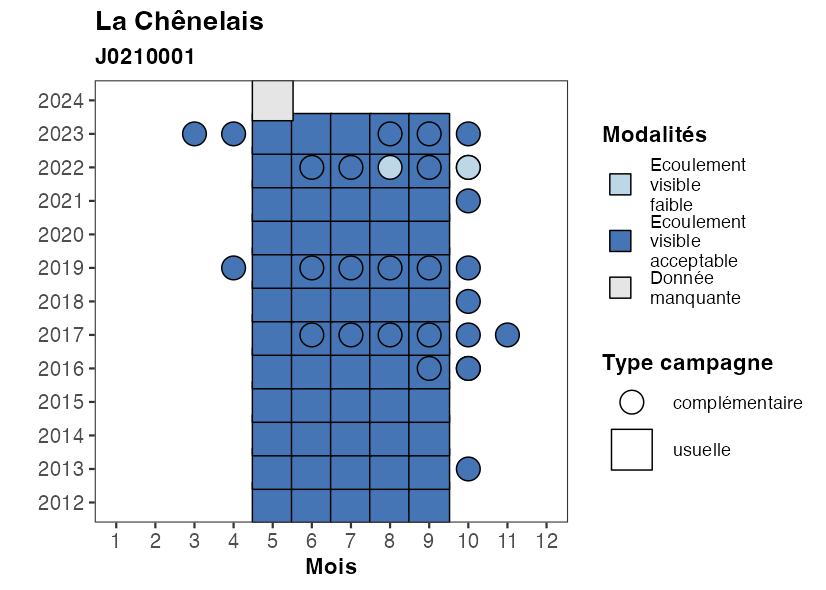 La Chênelais
J0210001
2024
2023
2022
2021
2020
2019
2018
2017
2016
2015
2014
2013
2012
1 2 3 4 5 6 7 8 9 10 11 12
Mois
Modalités
Ecoulement
visible
faible
Ecoulement
visible
acceptable
Donnée
manquante
Type campagne
complémentaire
usuelle